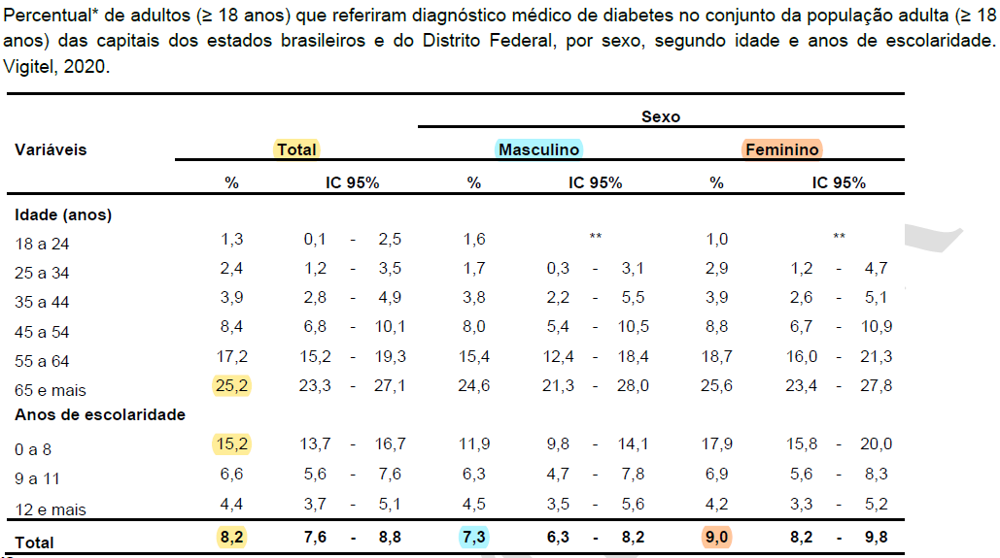 Percentual* de adultos (≥ 18 anos) que referiram diagnóstico médico de diabetes no conjunto da população adulta (≥ 18
anos) das capitais dos estados brasileiros e do Distrito Federal, por sexo, segundo idade e anos de escolaridade.
Vigitel, 2020.
Sexo
Variáveis Total Masculino Feminino
% IC 95% % IC 95% % IC 95%
Idade (anos)
18 a 24 1,3 0,1 - 2,5 1,6 ** 1,0 **
25 a 34 2,4 1,2 - 3,5 1,7 0,3 - 3,1 2,9 1,2 - 4,7
35 a 44 3,9 2,8 - 4,9 3,8 2,2 - 5,5 3,9 2,6 - 5,1
45 a 54 8,4 6,8 - 10,1 8,0 5,4 - 10,5 8,8 6,7 - 10,9
55 a 64 17,2 15,2 - 19,3 15,4 12,4 - 18,4 18,7 16,0 - 21,3
65 e mais 25,2 23,3 - 27,1 24,6 21,3 - 28,0 25,6 23,4 - 27,8
Anos de escolaridade
0 a 8 15,2 13,7 - 16,7 11,9 9,8 - 14,1 17,9 15,8 - 20,0
9 a 11 6,6 5,6 - 7,6 6,3 4,7 - 7,8 6,9 5,6 - 8,3
12 e mais 4,4 3,7 - 5,1 4,5 3,5 - 5,6 4,2 3,3 - 5,2
Total 8,2 7,6 - 8,8 7,3 6,3 - 8,2 9,0 8,2 - 9,8